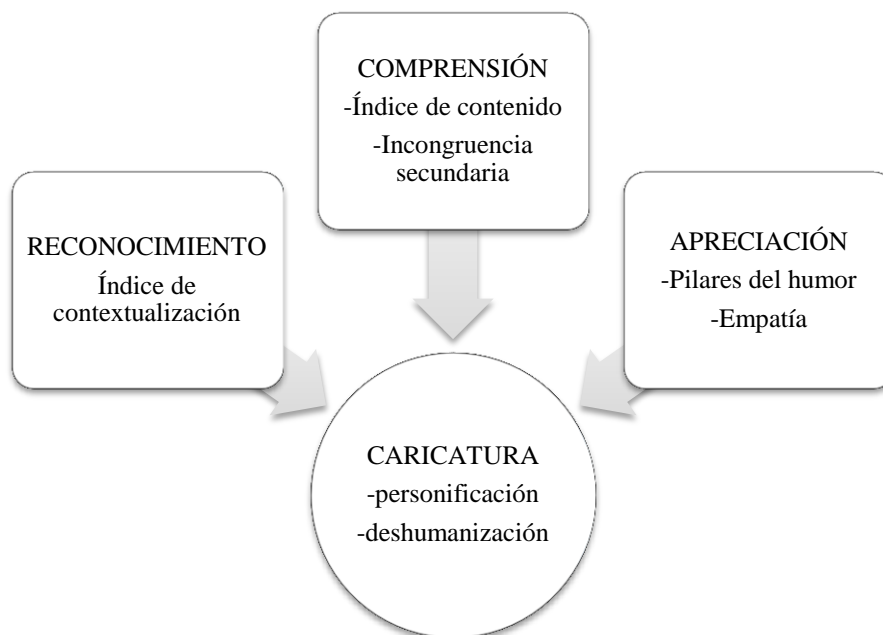 COMPRENSIÓN
-Índice de contenido
-Incongruencia
secundaria
RECONOCIMIENTO
Índice de
contextualización
APRECIACIÓN
-Pilares del humor
-Empatía
CARICATURA
-personificación
-deshumanización